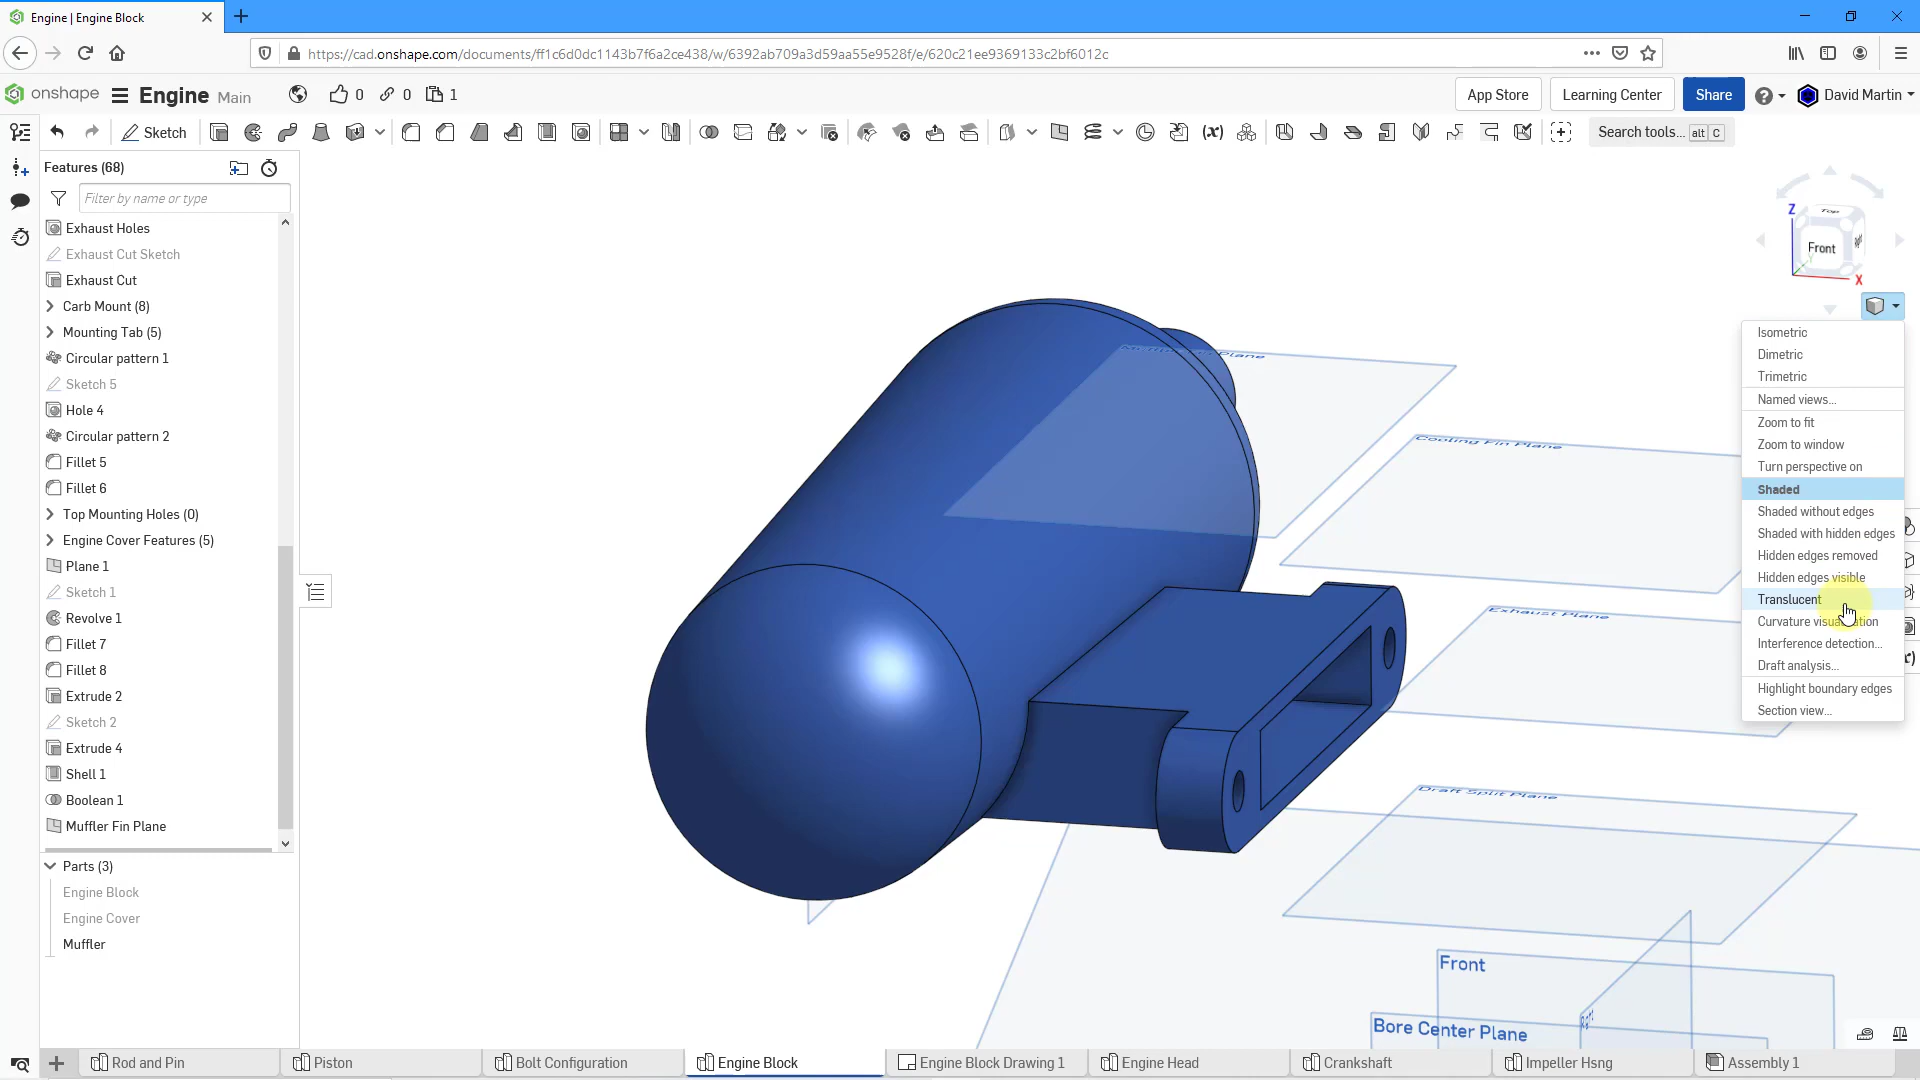 Engine | Engine Block
https://cad.onshape.com/documents/ff1c6d0dc1143b7f6a2ce438/w/6392ab709a3d59aa55e9528f/e/620c21ee9369133c2bf6012c
onshape Engine Main 0 0 1 App Store Learning Center Share David Martin
Sketch Search tools... alt C
Features (68)
Filter by name or type
Exhaust Holes
Exhaust Cut Sketch
Exhaust Cut
Carb Mount (8)
Mounting Tab (5)
Circular pattern 1
Sketch 5
Hole 4
Circular pattern 2
Fillet 5
Fillet 6
Top Mounting Holes (0)
Engine Cover Features (5)
Plane 1
Sketch 1
Revolve 1
Fillet 7
Fillet 8
Extrude 2
Sketch 2
Extrude 4
Shell 1
Boolean 1
Muffler Fin Plane
Parts (3)
Engine Block
Engine Cover
Muffler
Cooling Fin Plane
Exhaust Plane
Draft Split Plane
Front
Bore Center Plane
Top
Z
Front
X
Isometric
Dimetric
Trimetric
Named views...
Zoom to fit
Zoom to window
Turn perspective on
Shaded
Shaded without edges
Shaded with hidden edges
Hidden edges removed
Hidden edges visible
Translucent
Curvature visualization
Interference detection...
Draft analysis...
Highlight boundary edges
Section view...
Rod and Pin
Piston
Bolt Configuration
Engine Block
Engine Block Drawing 1
Engine Head
Crankshaft
Impeller Hsng
Assembly 1